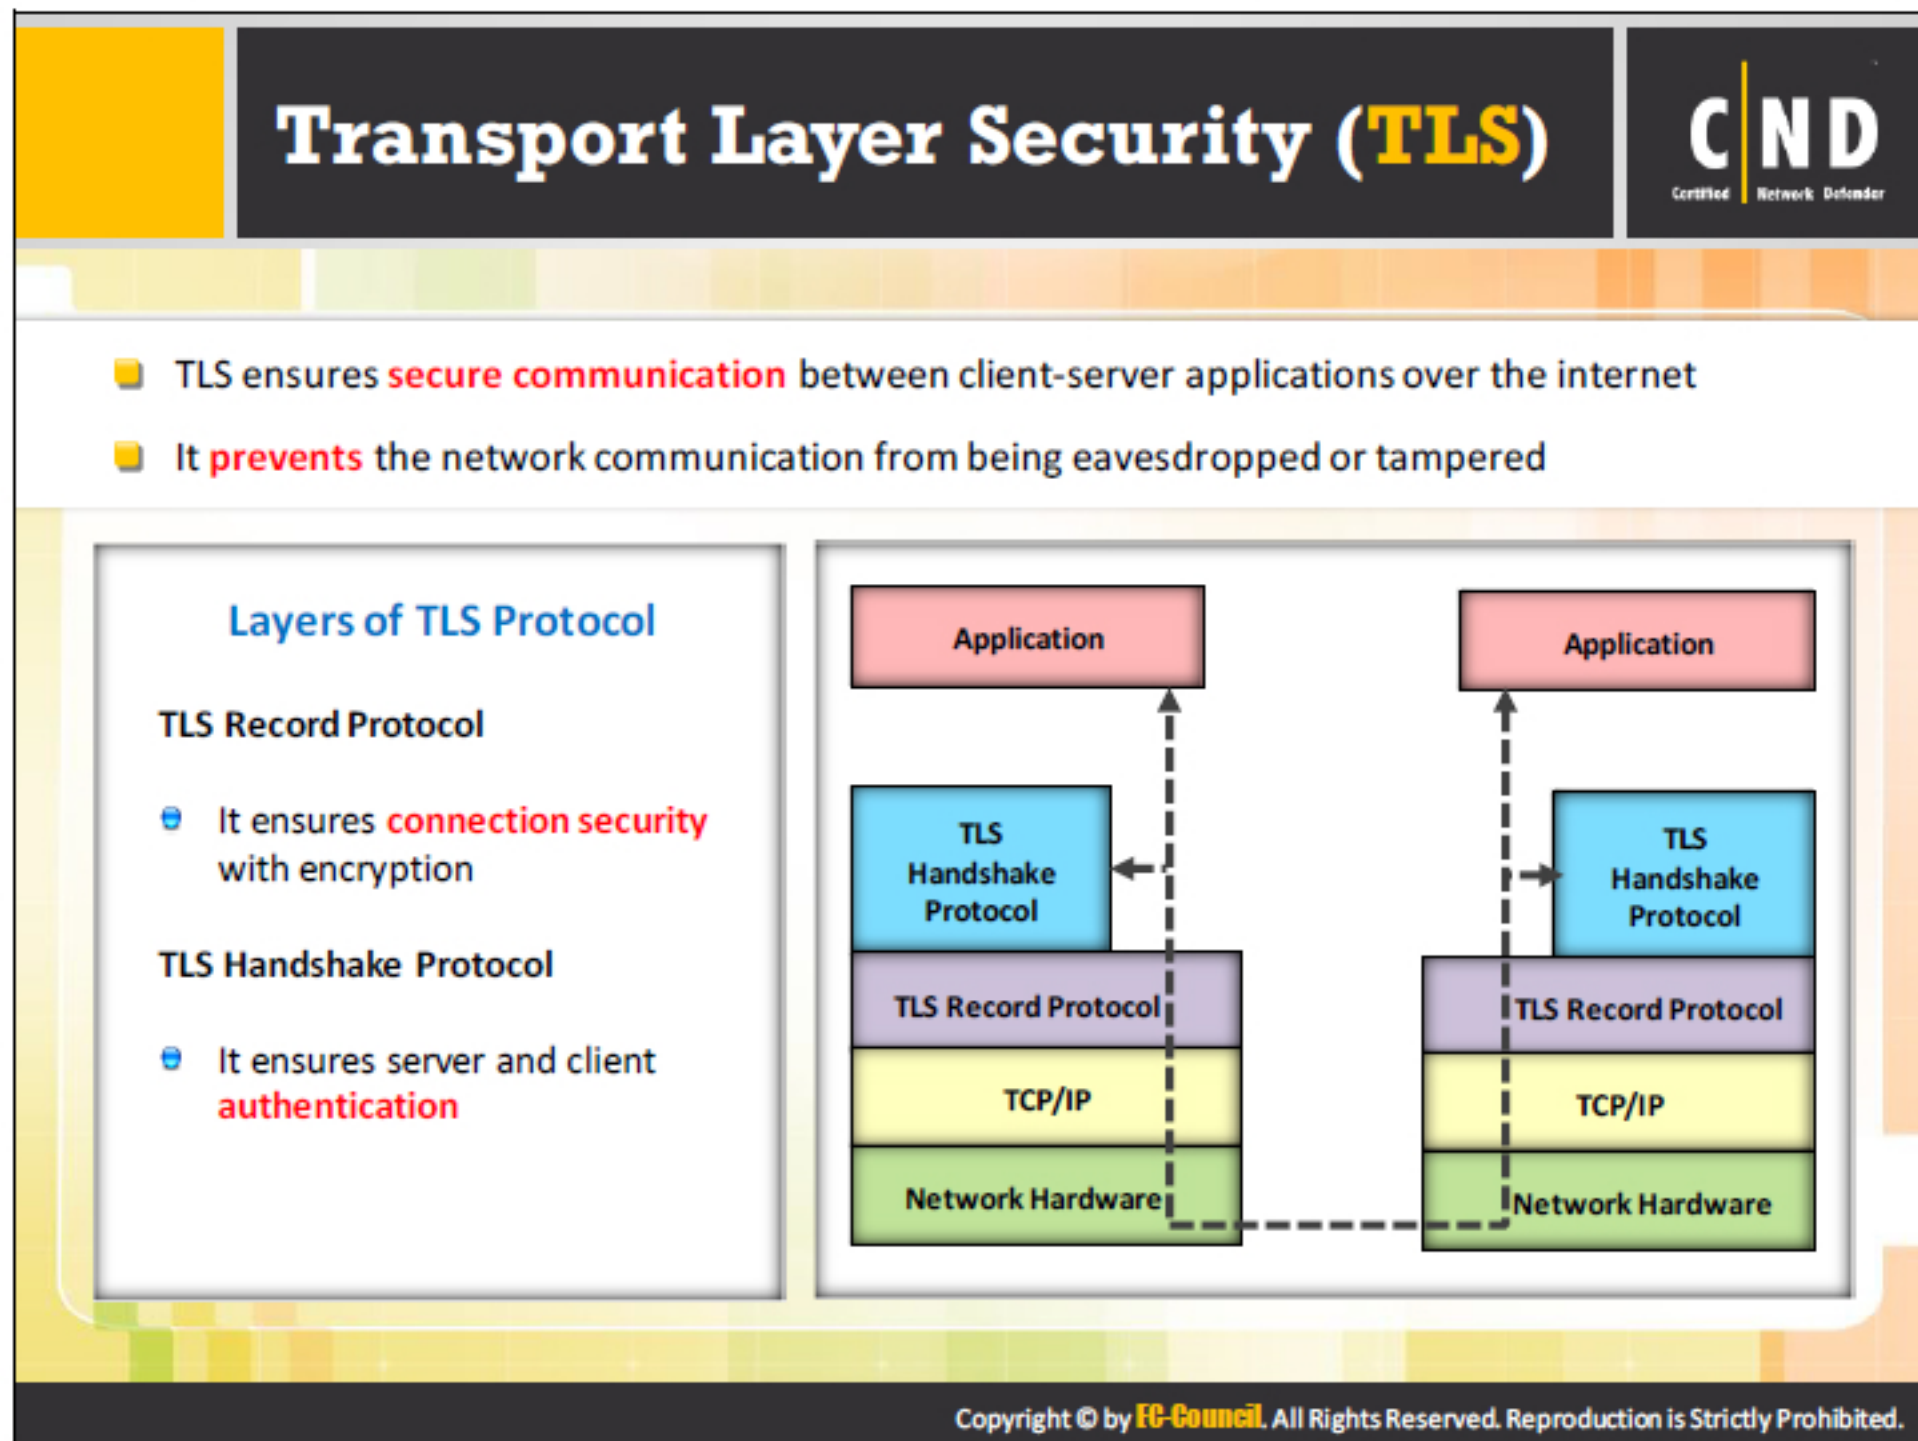 Transport Layer Security (TLS)
C|ND
Certified Network Defender
TLS ensures secure communication between client-server applications over the internet
It prevents the network communication from being eavesdropped or tampered
Layers of TLS Protocol
TLS Record Protocol
It ensures connection security
with encryption
TLS Handshake Protocol
It ensures server and client
authentication
Application
TLS
Handshake
Protocol
TLS Record Protocol
TCP/IP
Network Hardware
Application
TLS
Handshake
Protocol
TLS Record Protocol
TCP/IP
Network Hardware
Copyright © by EC-Council. All Rights Reserved. Reproduction is Strictly Prohibited.